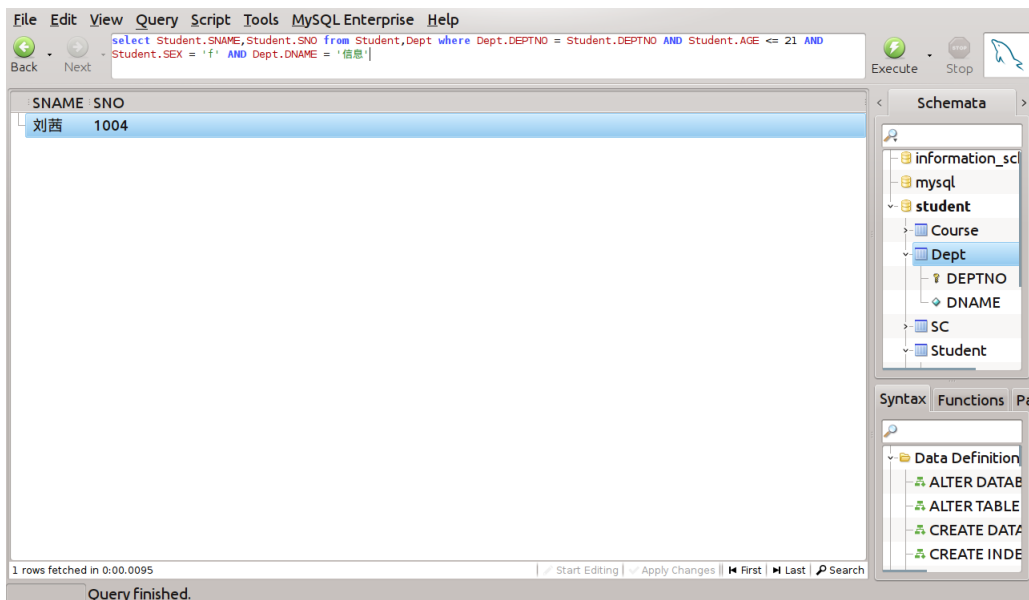 File Edit View Query Script Tools MySQL Enterprise Help
select Student.SNAME,Student.SNO from Student,Dept where Dept.DEPTNO = Student.DEPTNO AND Student.AGE <= 21 AND
Student.SEX = 'f' AND Dept.DNAME = '信息'
Back Next
Execute Stop
SNAME SNO
刘茜 1004
Schemata
information_scl
mysql
student
Course
Dept
DEPTNO
DNAME
SC
Student
Syntax Functions Pa
Data Definition
ALTER DATAB
ALTER TABLE
CREATE DATA
CREATE INDE
1 rows fetched in 0:00.0095
Start Editing Apply Changes First Last Search
Query finished.